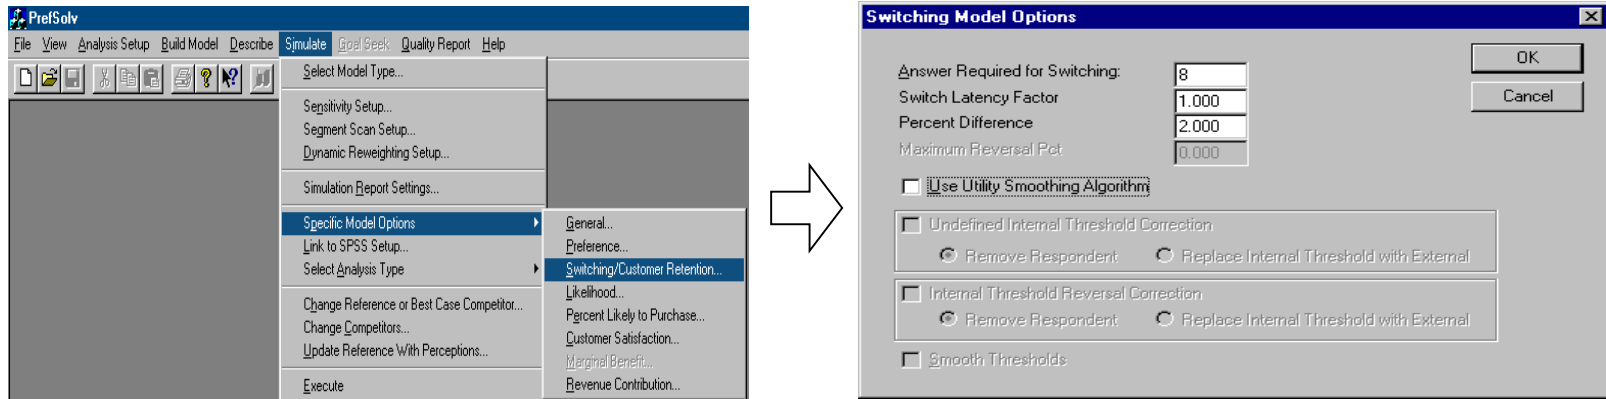 PrefSolv
File View Analysis Setup Build Model Describe Simulate Goal Seek Quality Report Help
Select Model Type...
Sensitivity Setup...
Segment Scan Setup...
Dynamic Reweighting Setup...
Simulation Report Settings...
Specific Model Options
Link to SPSS Setup...
Select Analysis Type
Change Reference or Best Case Competitor...
Change Competitors...
Update Reference With Perceptions...
Execute
General...
Preference...
Switching/Customer Retention...
Likelihood...
Percent Likely to Purchase...
Customer Satisfaction...
Marginal Benefit...
Revenue Contribution...
Switching Model Options
Answer Required for Switching: 8
Switch Latency Factor 1.000
Percent Difference 2.000
Maximum Reversal Pct 0.000
OK
Cancel
Use Utility Smoothing Algorithm
Undefined Internal Threshold Correction
Remove Respondent Replace Internal Threshold with External
Internal Threshold Reversal Correction
Remove Respondent Replace Internal Threshold with External
Smooth Thresholds